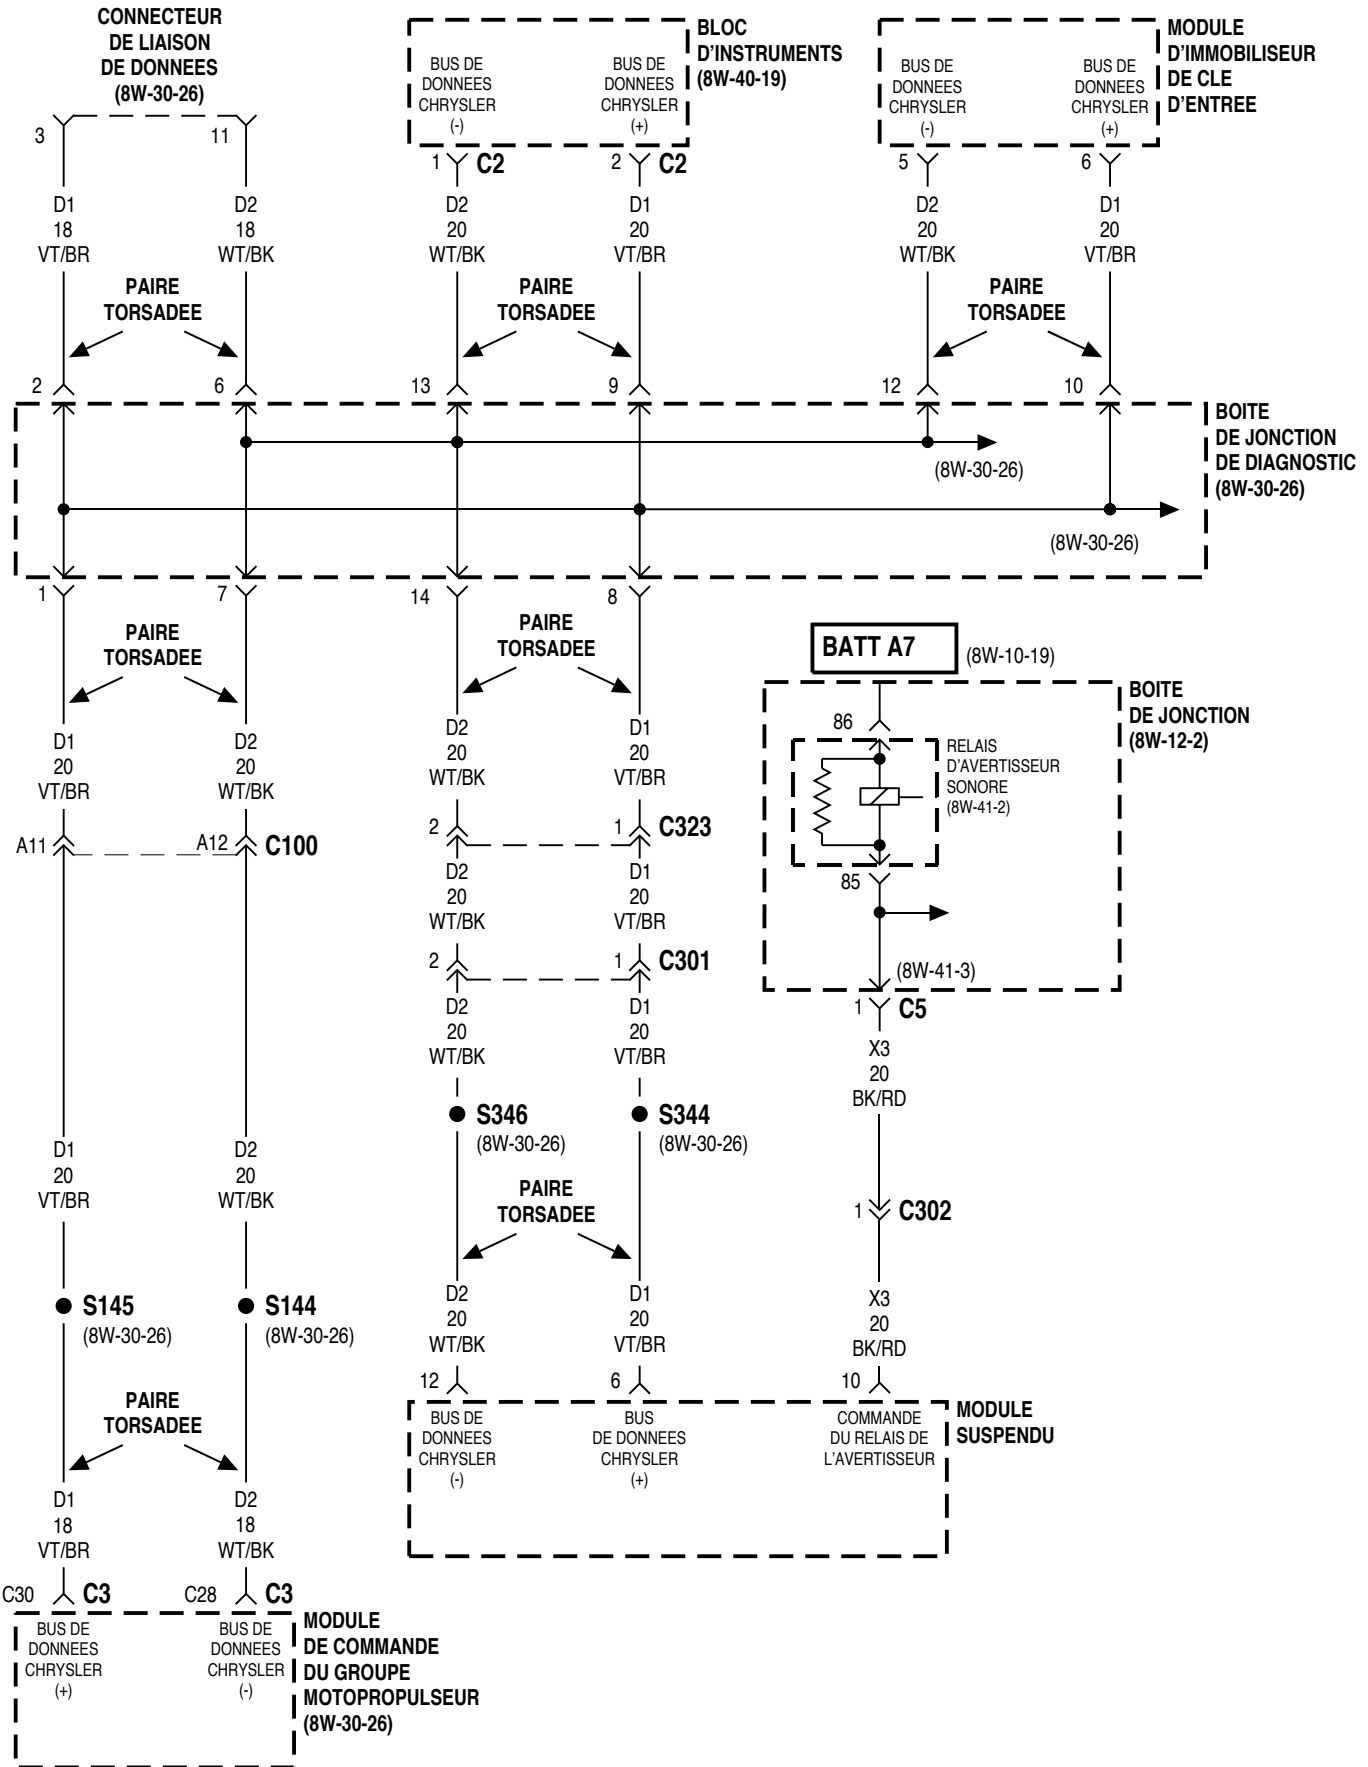 CONNECTEUR
DE LIAISON
DE DONNEES
(8W-30-26)
3
11
D1
18
VT/BR
D2
18
WT/BK
PAIRE
TORSADEE
2
6
BLOC
D'INSTRUMENTS
(8W-40-19)
BUS DE
DONNEES
CHRYSLER
(-)
BUS DE
DONNEES
CHRYSLER
(+)
1
C2
2
C2
D2
20
WT/BK
D1
20
VT/BR
PAIRE
TORSADEE
13
9
MODULE
D'IMMOBILISEUR
DE CLE
D'ENTREE
BUS DE
DONNEES
CHRYSLER
(-)
BUS DE
DONNEES
CHRYSLER
(+)
5
6
D2
20
WT/BK
D1
20
VT/BR
PAIRE
TORSADEE
12
10
BOITE
DE JONCTION
DE DIAGNOSTIC
(8W-30-26)
(8W-30-26)
(8W-30-26)
1
7
14
8
PAIRE
TORSADEE
D1
20
VT/BR
D2
20
WT/BK
A11
A12
C100
D1
20
VT/BR
D2
20
WT/BK
S145
(8W-30-26)
S144
(8W-30-26)
PAIRE
TORSADEE
D1
18
VT/BR
D2
18
WT/BK
C30
C3
C28
C3
BUS DE
DONNEES
CHRYSLER
(+)
BUS DE
DONNEES
CHRYSLER
(-)
MODULE
DE COMMANDE
DU GROUPE
MOTOPROPULSEUR
(8W-30-26)
PAIRE
TORSADEE
D2
20
WT/BK
D1
20
VT/BR
2
1
C323
D2
20
WT/BK
D1
20
VT/BR
2
1
C301
D2
20
WT/BK
D1
20
VT/BR
S346
(8W-30-26)
S344
(8W-30-26)
PAIRE
TORSADEE
D2
20
WT/BK
D1
20
VT/BR
12
6
BATT A7
(8W-10-19)
BOITE
DE JONCTION
(8W-12-2)
86
RELAIS
D'AVERTISSEUR
SONORE
(8W-41-2)
85
(8W-41-3)
1
C5
X3
20
BK/RD
1
C302
X3
20
BK/RD
10
BUS DE
DONNEES
CHRYSLER
(-)
BUS
DE DONNEES
CHRYSLER
(+)
COMMANDE
DU RELAIS DE
L'AVERTISSEUR
MODULE
SUSPENDU